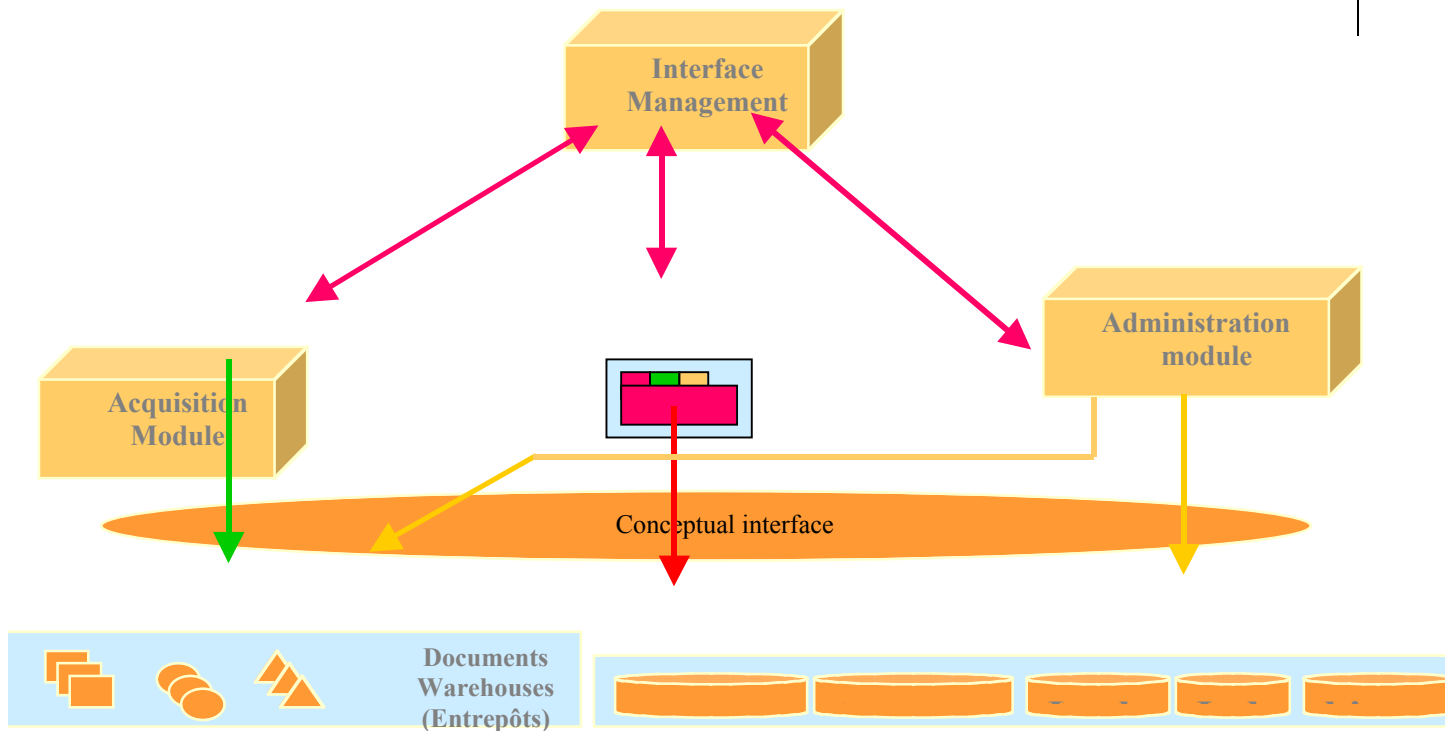 Interface
Management
Administration
module
Acquisition
Module
Conceptual interface
Documents
Warehouses
(Entrepôts)